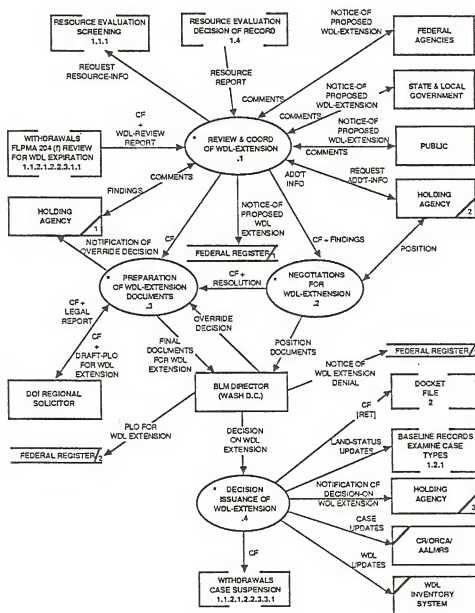 RESOURCE EVALUATION
SCREENING
1.1.1
RESOURCE EVALUATION
DECISION OF RECORD
1.4
NOTICE-OF
PROPOSED
WDL-EXTENSION
FEDERAL
AGENCIES
REQUEST
RESOURCE-INFO
RESOURCE
REPORT
COMMENTS
NOTICE-OF
PROPOSED
WDL-EXTENSION
STATE & LOCAL
GOVERNMENT
COMMENTS
WITHDRAWALS
FLPMA 204 (l) REVIEW
FOR WDL EXPIRATION
1.1.2.1.2.2.3.1.1
CF
+
WDL-REVIEW
REPORT
* REVIEW & COORD
OF WDL-EXTENSION
.1
NOTICE-OF
PROPOSED
WDL-EXTENSION
COMMENTS
PUBLIC
COMMENTS
FINDINGS
ADD'T
INFO
REQUEST
ADD'T-INFO
HOLDING
AGENCY
2
HOLDING
AGENCY
1
NOTIFICATION OF
OVERRIDE DECISION
CF
NOTICE-OF
PROPOSED
WDL
EXTENSION
FEDERAL REGISTER
1
CF + FINDINGS
POSITION
* PREPARATION
OF WDL-EXTENSION
DOCUMENTS
.3
CF +
RESOLUTION
* NEGOTIATIONS
FOR
WDL-EXTNENSION
.2
CF +
LEGAL
REPORT
CF
+
DRAFT-PLO
FOR WDL
EXTENSION
OVERRIDE
DECISION
FINAL
DOCUMENTS
FOR WDL
EXTENSION
POSITION
DOCUMENTS
DOI REGIONAL
SOLICITOR
BLM DIRECTOR
(WASH D.C.)
NOTICE OF
WDL EXTENSION
DENIAL
FEDERAL REGISTER
PLO FOR
WDL EXTENSION
FEDERAL REGISTER
2
DECISION
ON WDL
EXTENSION
CF
[RET]
DOCKET
FILE
2
LAND-STATUS
UPDATES
BASELINE RECORDS
EXAMINE CASE
TYPES
1.2.1
* DECISION
ISSUANCE OF
WDL-EXTENSION
.4
NOTIFICATION OF
DECISION-ON
WDL EXTENSION
HOLDING
AGENCY
3
CASE
UPDATES
CR/ORCA/
AALMRS
WDL
UPDATES
WDL
INVENTORY
SYSTEM
CF
WITHDRAWALS
CASE SUSPENSION
1.1.2.1.2.2.3.3.1